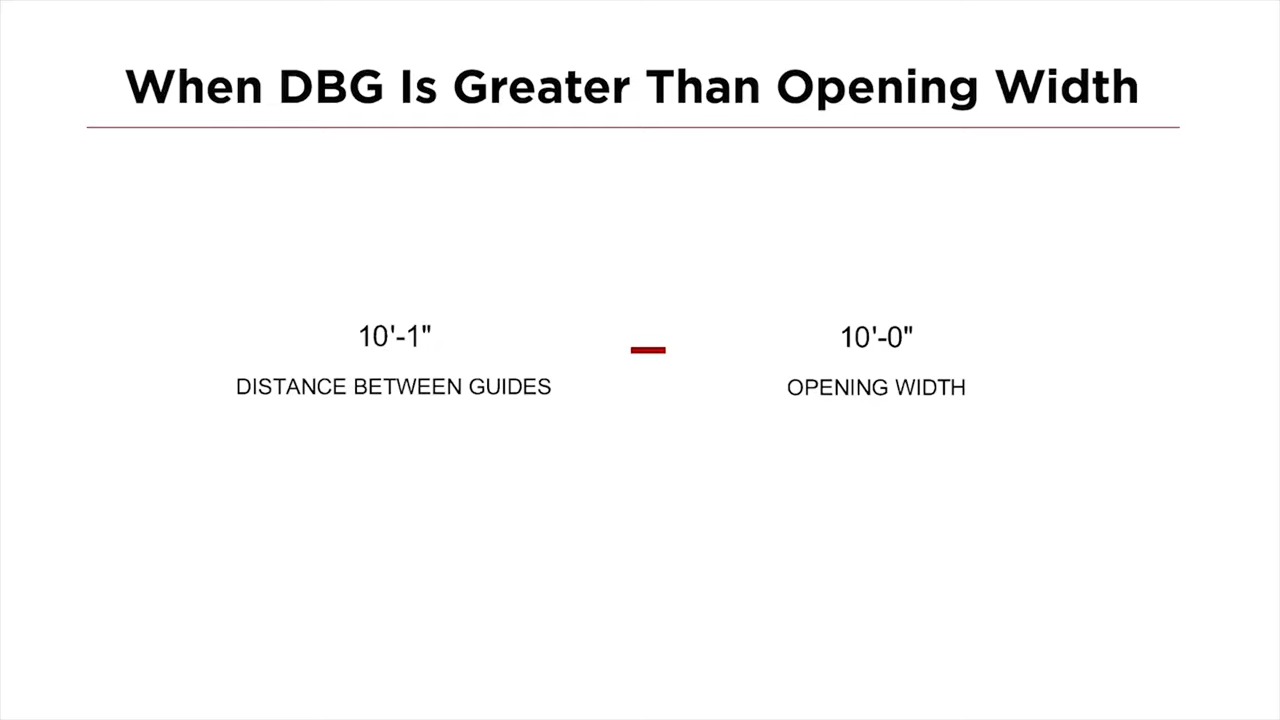 When DBG Is Greater Than Opening Width
10'-1"
10'-0"
DISTANCE BETWEEN GUIDES
OPENING WIDTH